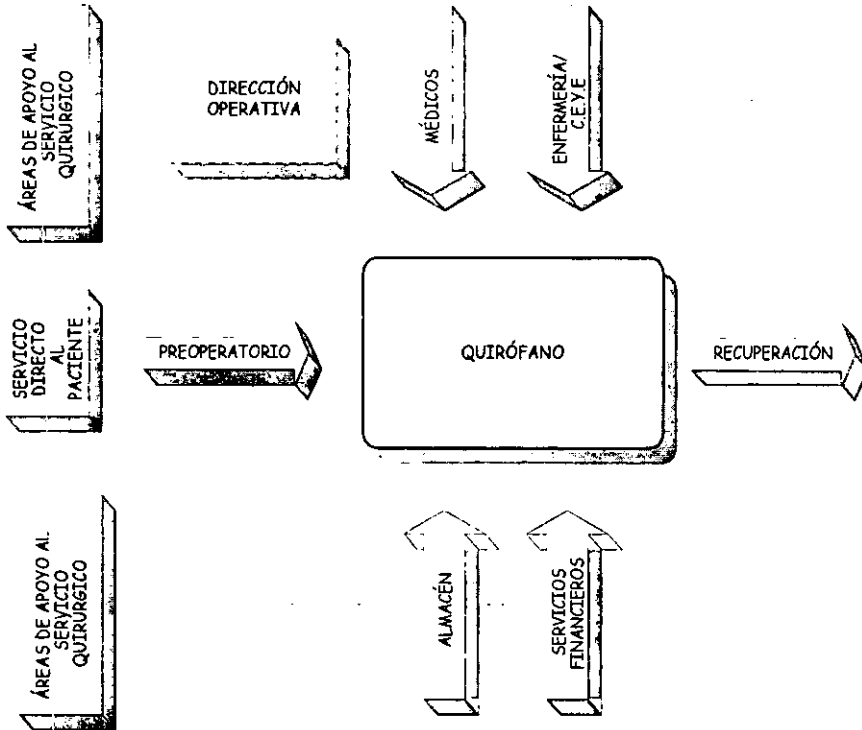 ÁREAS DE APOYO AL
SERVICIO
QUIRURGICO
DIRECCIÓN
OPERATIVA
MÉDICOS
ENFERMERÍA/
C.E.Y.E
SERVICIO
DIRECTO
AL
PACIENTE
PREOPERATORIO
QUIRÓFANO
RECUPERACIÓN
ÁREAS DE APOYO AL
SERVICIO
QUIRÚRGICO
ALMACÉN
SERVICIOS
FINANCIEROS